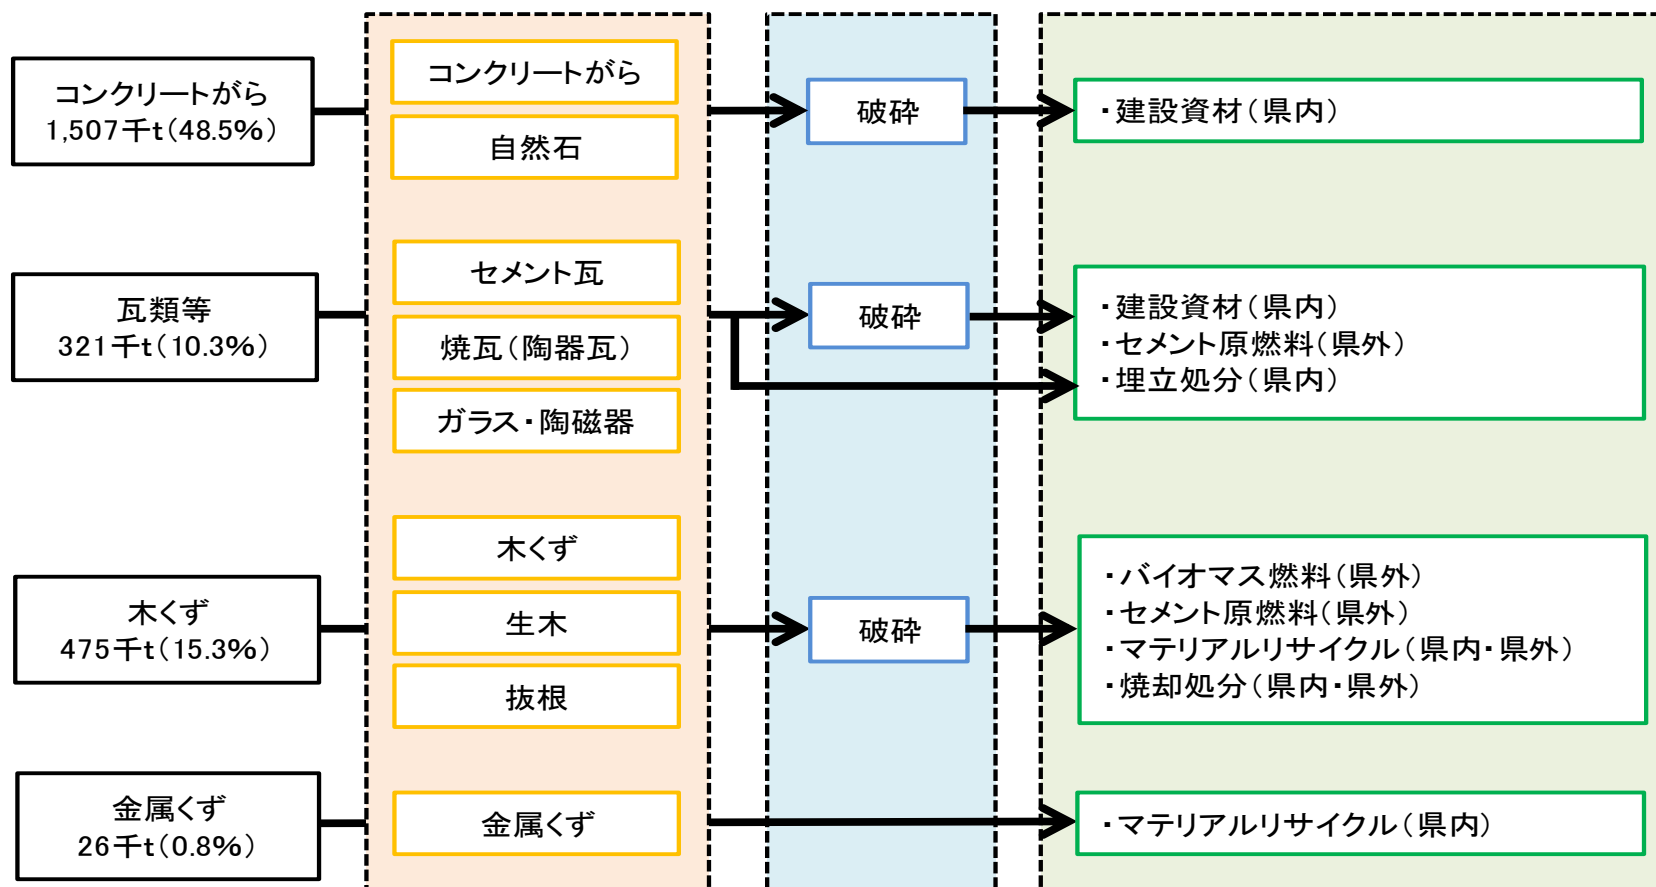 コンクリートがら
1,507千t(48.5%)
コンクリートがら
自然石
破砕
・建設資材(県内)
瓦類等
321千t(10.3%)
セメント瓦
焼瓦(陶器瓦)
ガラス・陶磁器
破砕
・建設資材(県内)
・セメント原燃料(県外)
・埋立処分(県内)
木くず
475千t(15.3%)
木くず
生木
抜根
破砕
・バイオマス燃料(県外)
・セメント原燃料(県外)
・マテリアルリサイクル(県内・県外)
・焼却処分(県内・県外)
金属くず
26千t(0.8%)
金属くず
・マテリアルリサイクル(県内)